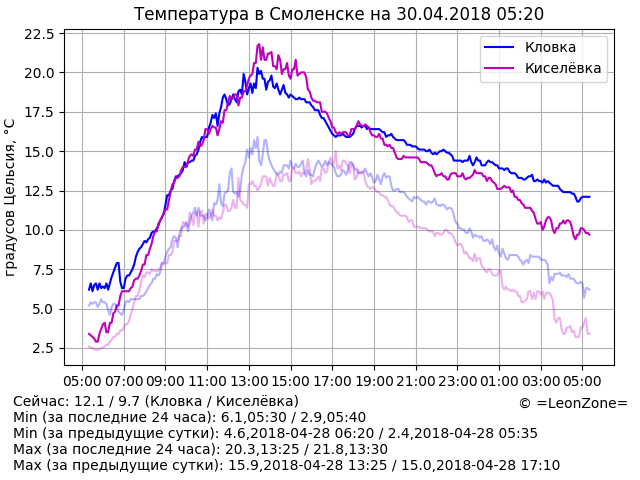 Температура в Смоленске на 30.04.2018 05:20
Кловка
Киселёвка
градусов Цельсия, °C
22.5
20.0
17.5
15.0
12.5
10.0
7.5
5.0
2.5
05:00 07:00 09:00 11:00 13:00 15:00 17:00 19:00 21:00 23:00 01:00 03:00 05:00
Сейчас: 12.1 / 9.7 (Кловка / Киселёвка)
© =LeonZone=
Min (за последние 24 часа): 6.1,05:30 / 2.9,05:40
Min (за предыдущие сутки): 4.6,2018-04-28 06:20 / 2.4,2018-04-28 05:35
Max (за последние 24 часа): 20.3,13:25 / 21.8,13:30
Max (за предыдущие сутки): 15.9,2018-04-28 13:25 / 15.0,2018-04-28 17:10